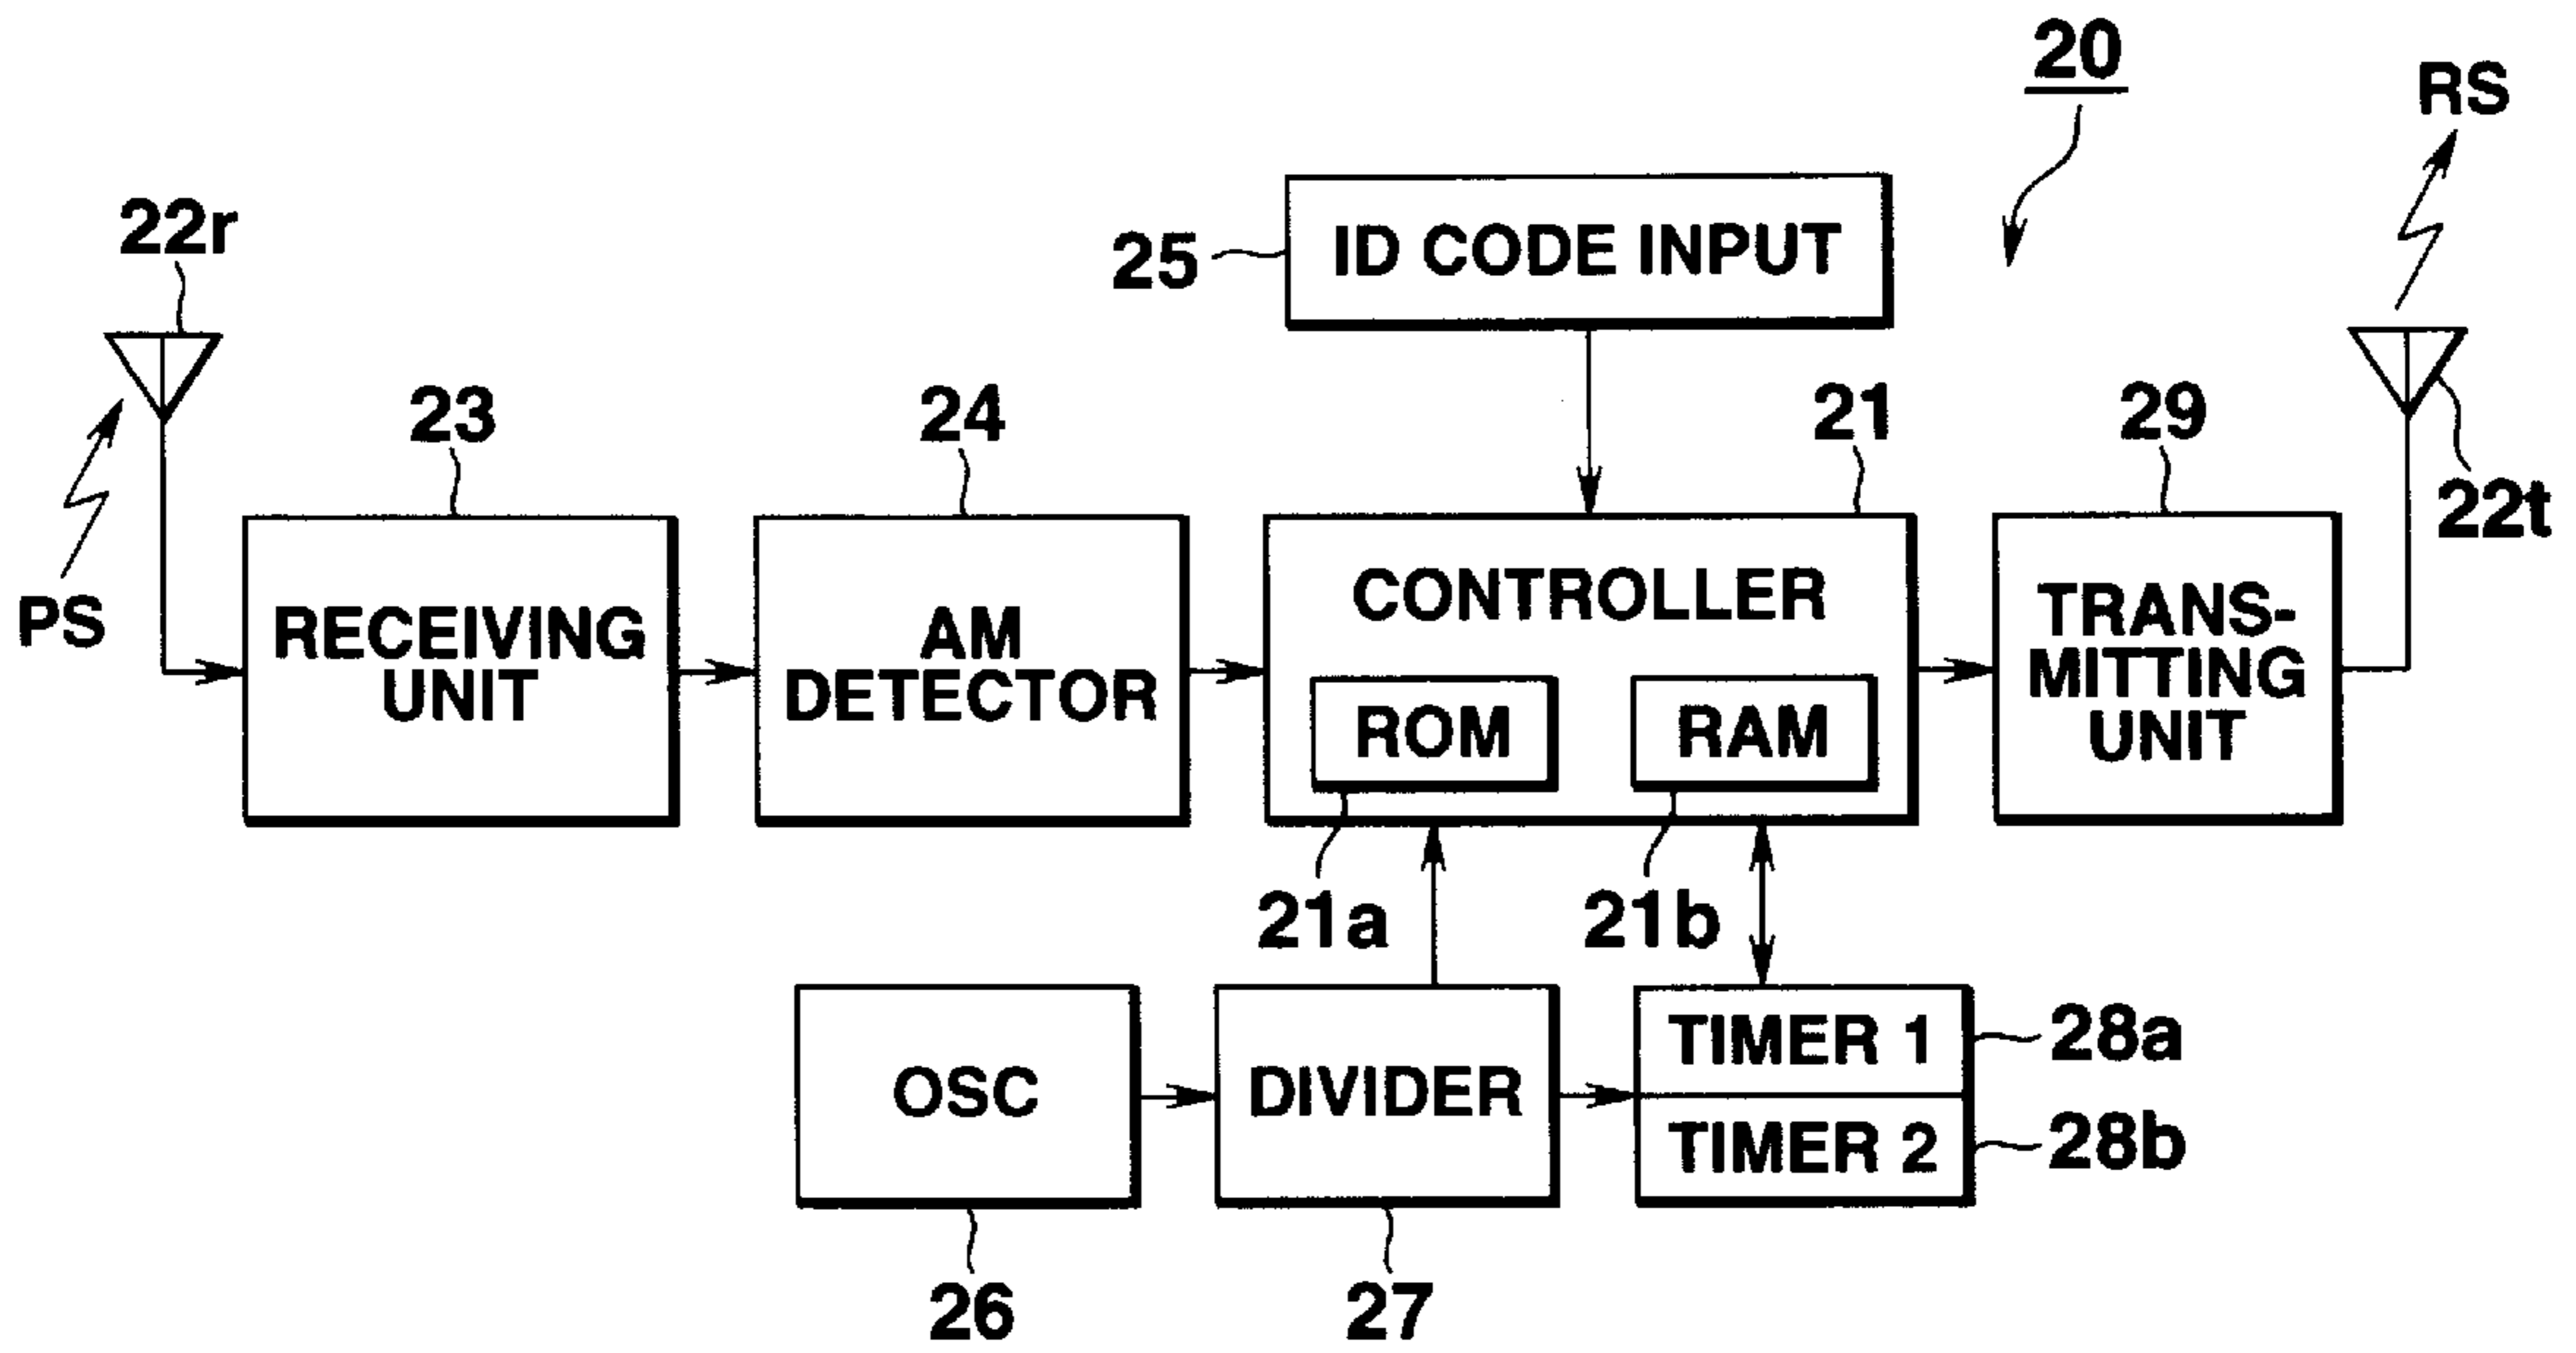 20
RS
22r
25
ID CODE INPUT
23
24
21
29
22t
PS
RECEIVING
UNIT
AM
DETECTOR
CONTROLLER
ROM
RAM
TRANS-
MITTING
UNIT
21a
21b
OSC
DIVIDER
TIMER 1
TIMER 2
28a
28b
26
27